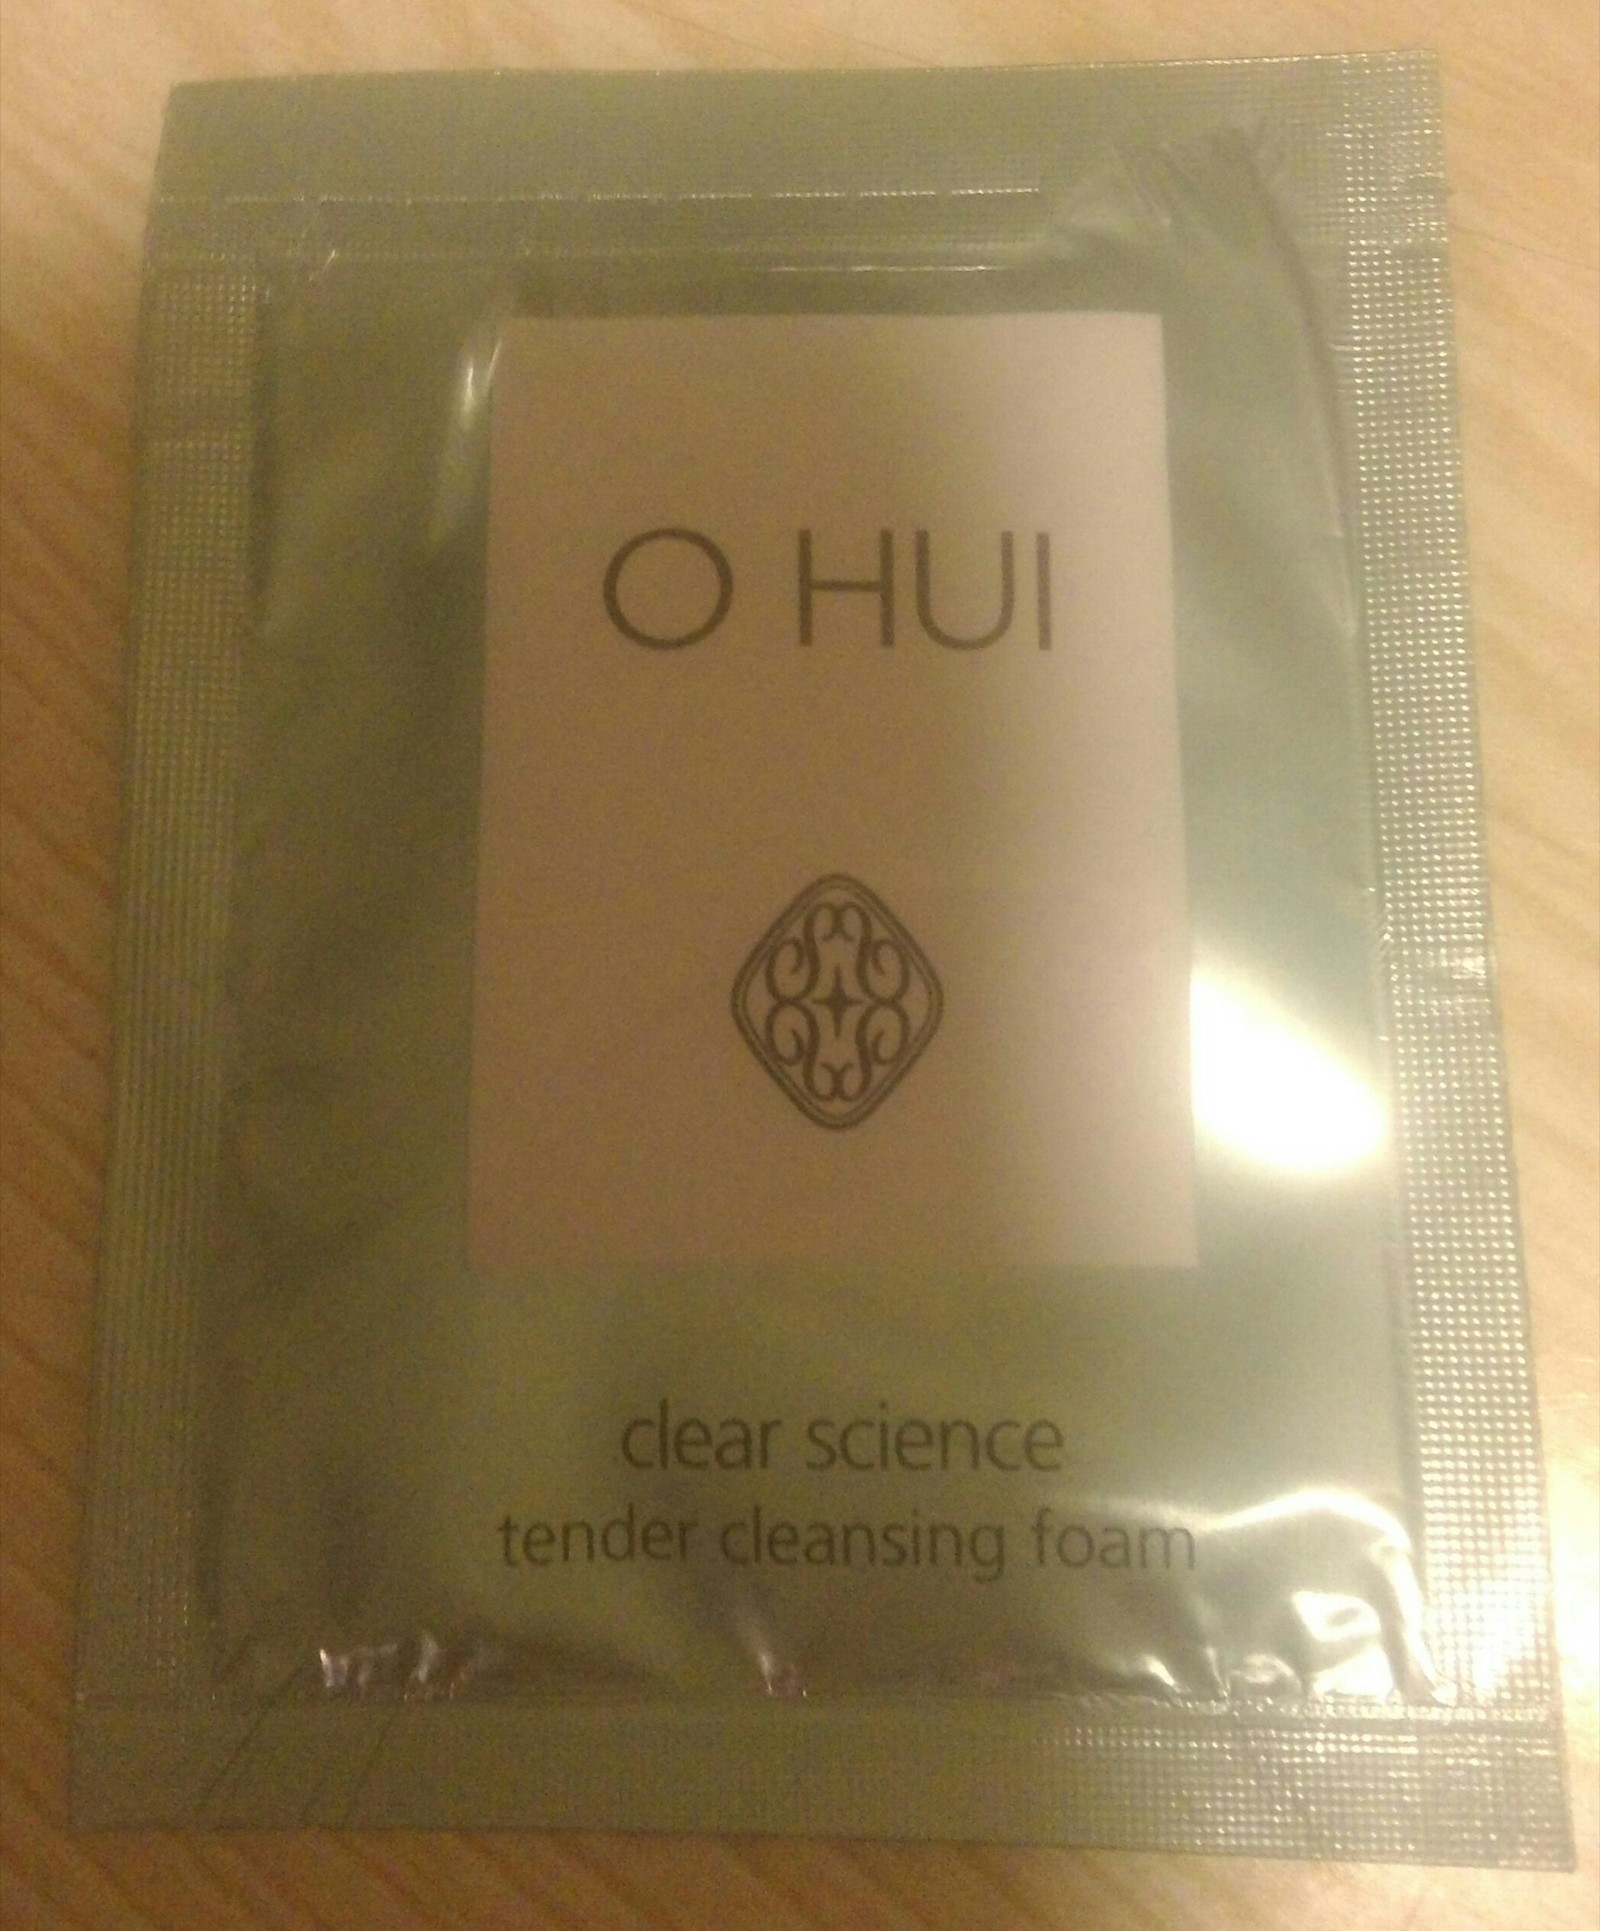 O HUI
clear science
tender cleansing foam